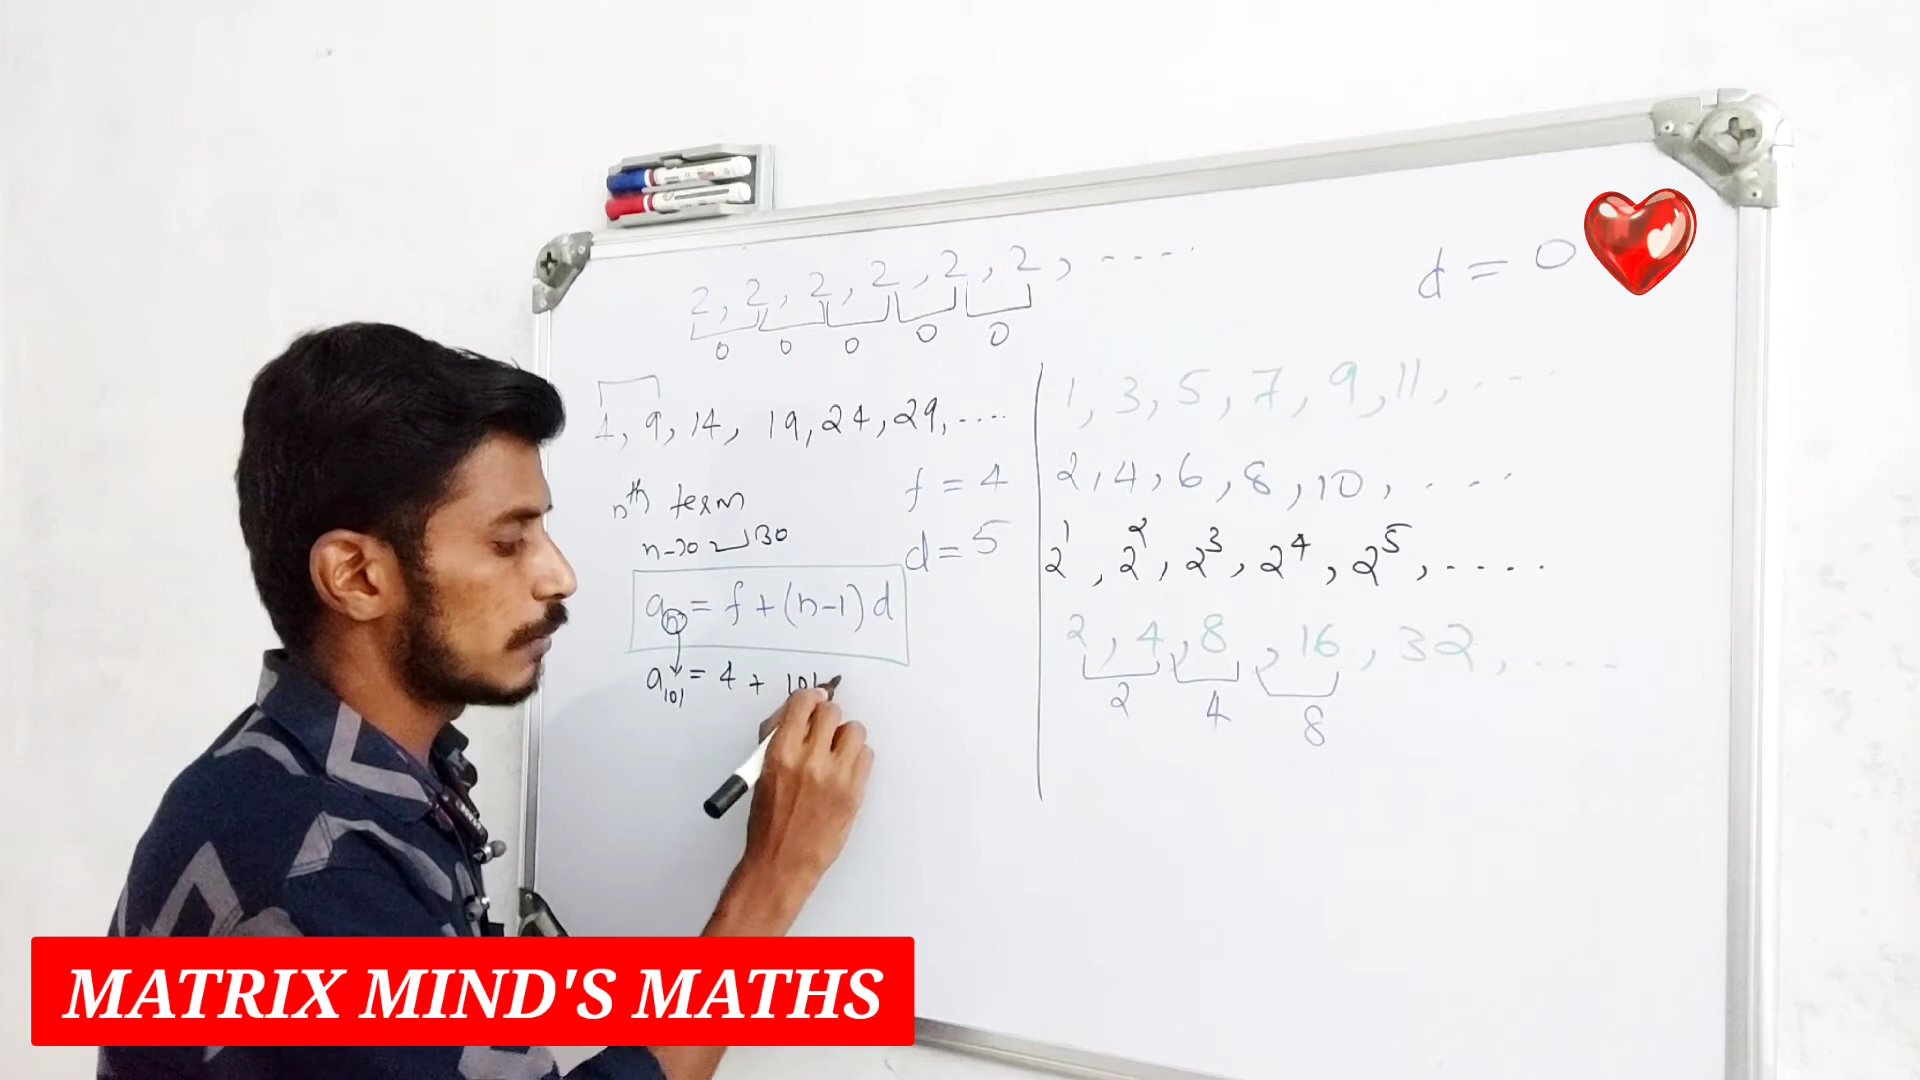 2, 2, 2, 2, 2, 2, ....
0 0 0 0 0
d = 0
4, 9, 14, 19, 24, 29, ....
nth term
f = 4
d = 5
aₙ = f + (n-1) d
a₁₀₁ = 4 + 101
1, 3, 5, 7, 9, 11, ...
2, 4, 6, 8, 10, ...
2¹, 2², 2³, 2⁴, 2⁵, ....
2, 4, 8, 16, 32, ....
2 4 8
MATRIX MIND'S MATHS